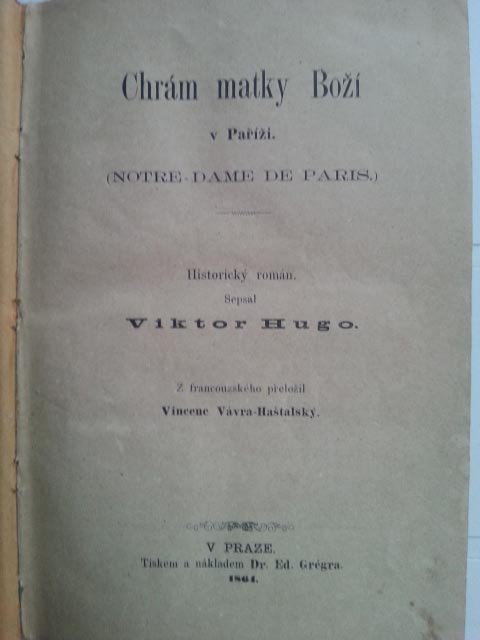 Chrám matky Boží
v Paříži.
(NOTRE-DAME DE PARIS.)
Historický román.
Sepsal
Viktor Hugo.
Z francouzského přeložil
Vincenc Vávra-Haštalský.
V PRAZE.
Tiskem a nákladem Dr. Ed. Grégra.
1864.